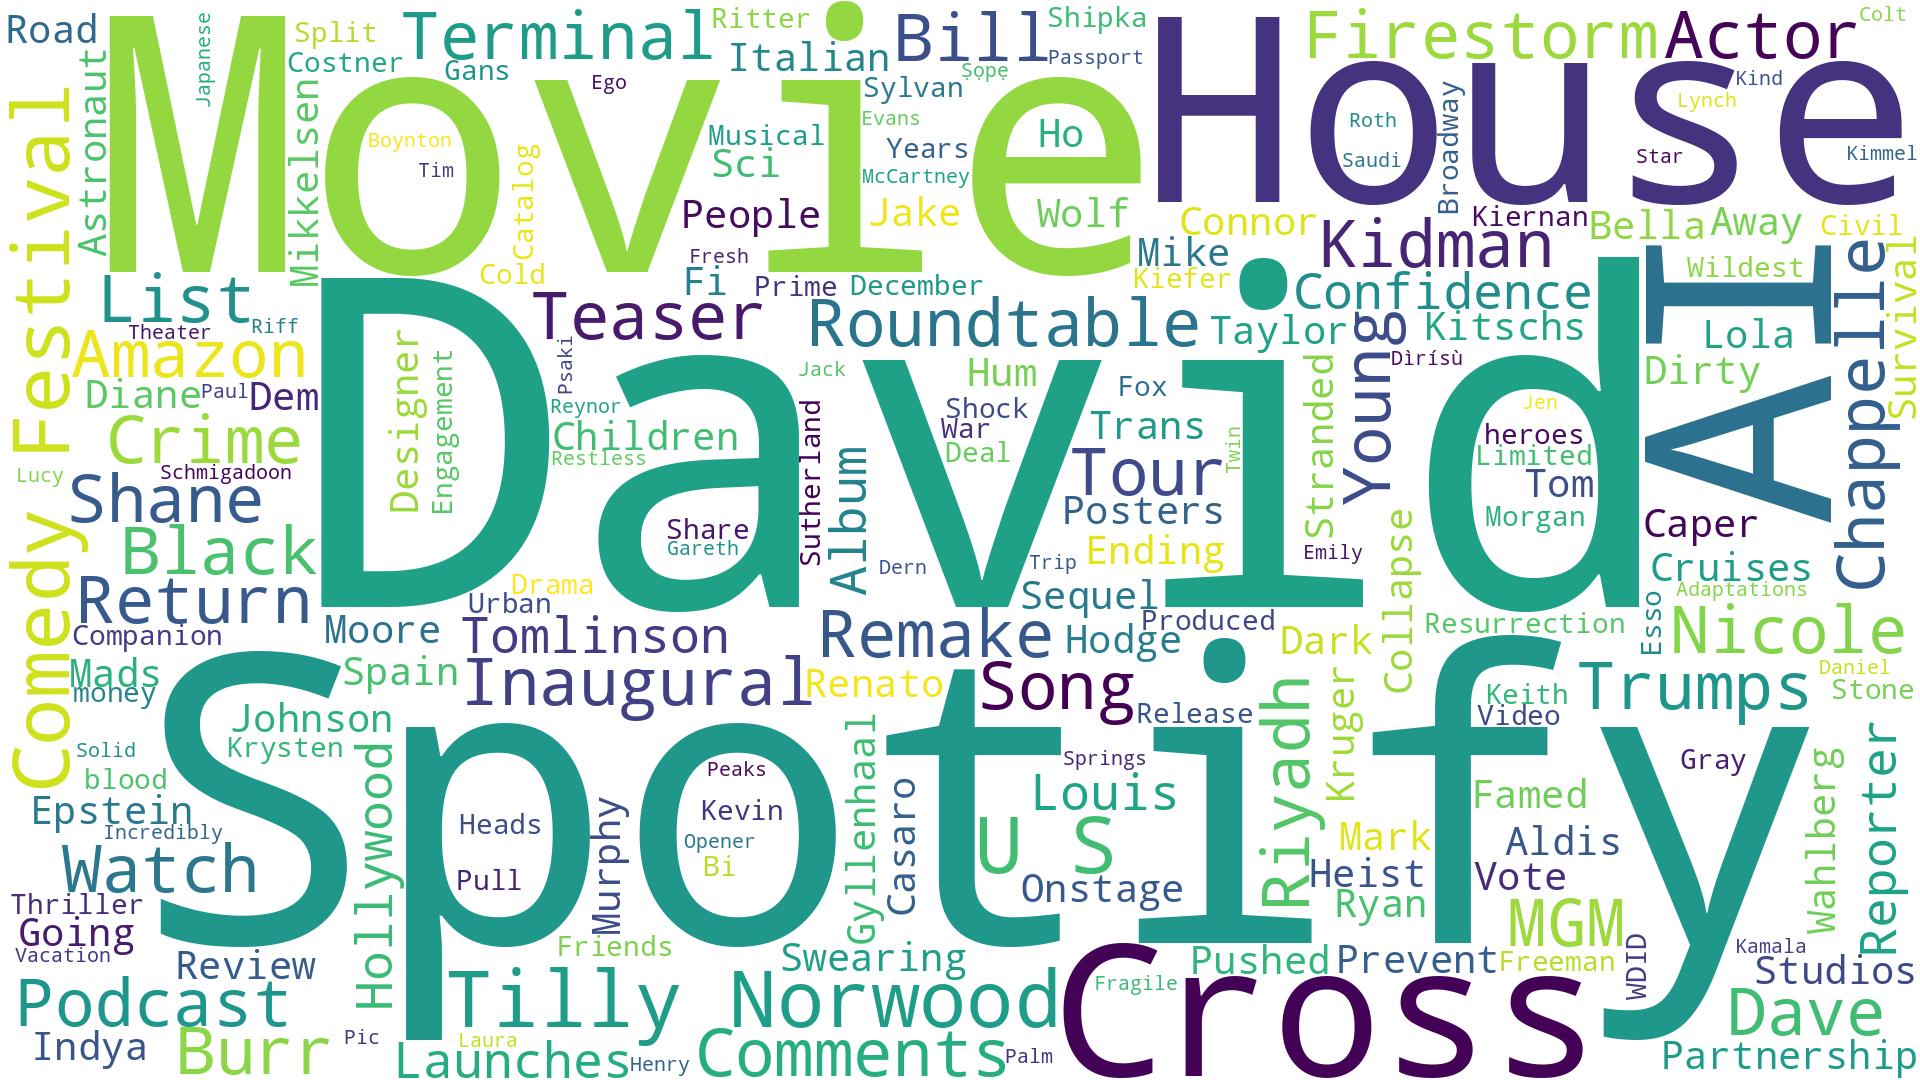 Road
Movie
House
Split
Terminal
Ritter
Bill
Shipka
Firestorm
Actor
Colt
Japanese
Costner
Gans
Italian
Passport
Astronaut
Mikkelsen
Ego
Sọpẹ
Sylvan
Kind
Lynch
Boynton
Tim
Catalog
Musical
Sci
Evans
Years
McCartney
Ho
Roth
Saudi
Broadway
Star
Kimmel
People
Jake
Wolf
Connor
Kiernan
Bella
Away
Civil
Fresh
Mike
Kidman
Cold
Fi
Prime
December
Kiefer
Wildest
Comedy Festival
List
Teaser
Roundtable
Confidence
AI
Chappelle
Survival
Theater
Riff
Taylor
Young
Kitschs
Lola
Amazon
David
Designer
Engagement
Psaki
Jack
Hum
Fox
Stranded
Dìrísù
Dirty
Diane
Paul
Dem
Reynor
Shock
War
Trans
Jen
Crime
Children
Restless
Sutherland
Deal
Twin
heroes
Limited
Lucy
Schmigadoon
Album
Tour
Tom
Shane
Share
Gareth
Posters
Morgan
Caper
Black
Ending
Emily
Dern
Trip
Collapse
Cruises
Adaptations
Return
Drama
Urban
Sequel
Produced
Resurrection
Esso
Nicole
Companion
Moore
Tomlinson
Remake
Hodge
Dark
Mads
money
Spain
Inaugural
Renato
Song
Release
Keith
Video
Trumps
Daniel
Stone
Johnson
Krysten
Spotify
Riyadh
Kruger
Solid
Hollywood
Peaks
Gyllenhaal
Springs
Gray
Wahlberg
Reporter
blood
Louis
Famed
Epstein
Incredibly
Heads
Murphy
Kevin
Casaro
U S
Mark
Aldis
Opener
Bi
Watch
Pull
Onstage
Heist
Vote
Thriller
Ryan
MGM
Going
Vacation
Review
Friends
Swearing
Pushed
Prevent
Freeman
WDID
Kamala
Studios
Podcast
Tilly
Norwood
Cross
Fragile
Dave
Indya
Burr
Pic
Laura
Launches
Henry
Comments
Palm
Partnership